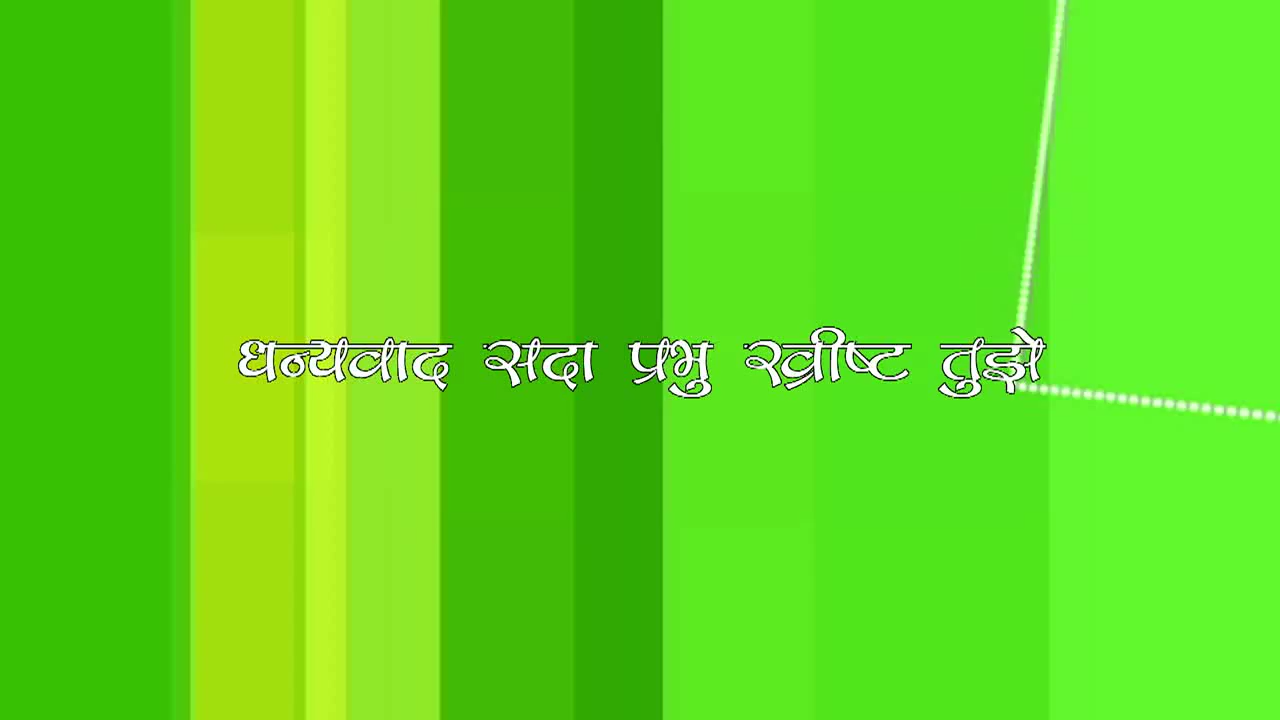 धन्यवाद सदा प्रभु ख्रीष्ट तुझे